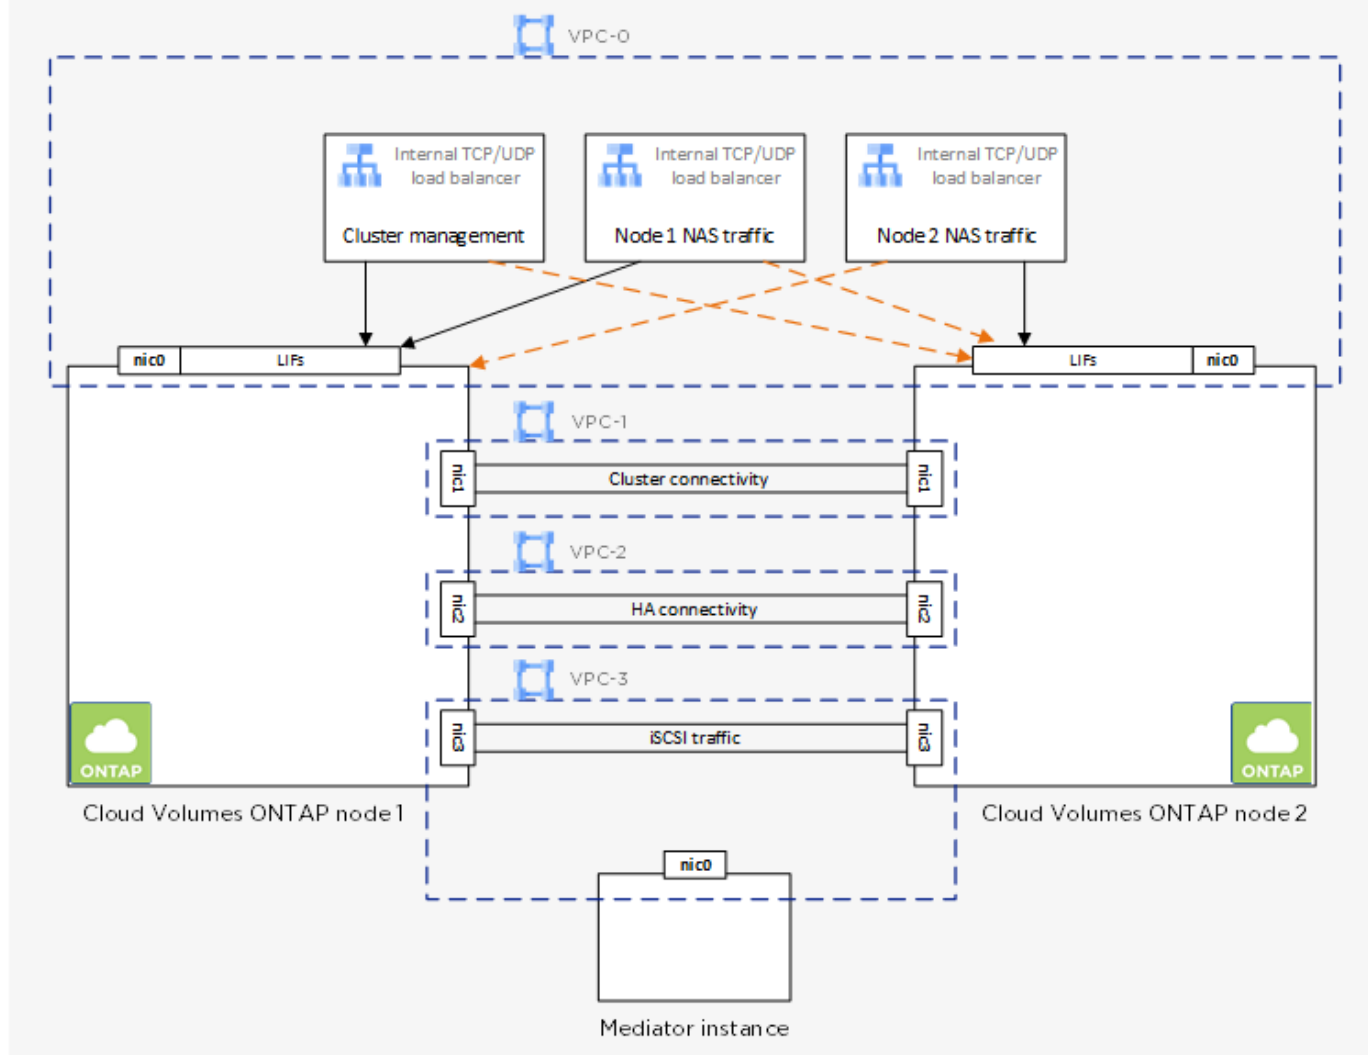 VPC-0
Internal TCP/UDP
load balancer
Cluster management
Internal TCP/UDP
load balancer
Node 1 NAS traffic
Internal TCP/UDP
load balancer
Node 2 NAS traffic
nic0
LIFs
LIFs
nic0
VPC-1
nic1
Cluster connectivity
nic1
VPC-2
nic2
HA connectivity
nic2
VPC-3
nic3
iSCSI traffic
nic3
ONTAP
ONTAP
Cloud Volumes ONTAP node 1
Cloud Volumes ONTAP node 2
nic0
Mediator instance